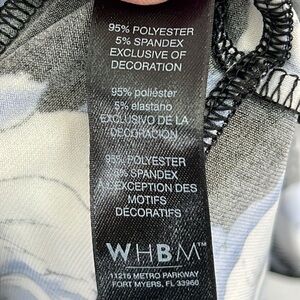 95% POLYESTER
5% SPANDEX
EXCLUSIVE OF
DECORATION
95% poliéster
5% elastano
EXCLUSIVO DE LA
DECORACIÓN
95% POLYESTER
5% SPANDEX
A L'EXCEPTION DES
MOTIFS
DÉCORATIFS
WHBM™
11215 METRO PARKWAY
FORT MYERS, FL 33966